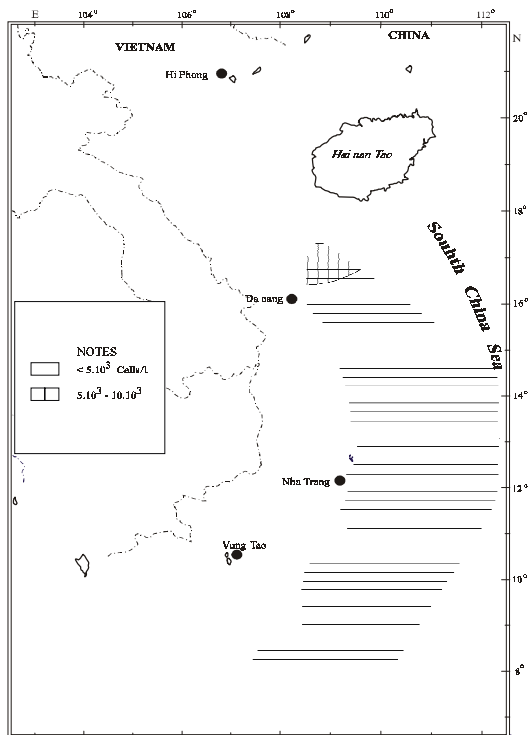 E 104° 106° 108° 110° 112°
N
VIETNAM
CHINA
Hi Phong
20°
Hai nan Tao
18°
Souhth China Sea
Da nang
16°
NOTES
< 5.10³ Cells/l
5.10³ - 10.10³
14°
Nha Trang
12°
Vung Tao
10°
8°